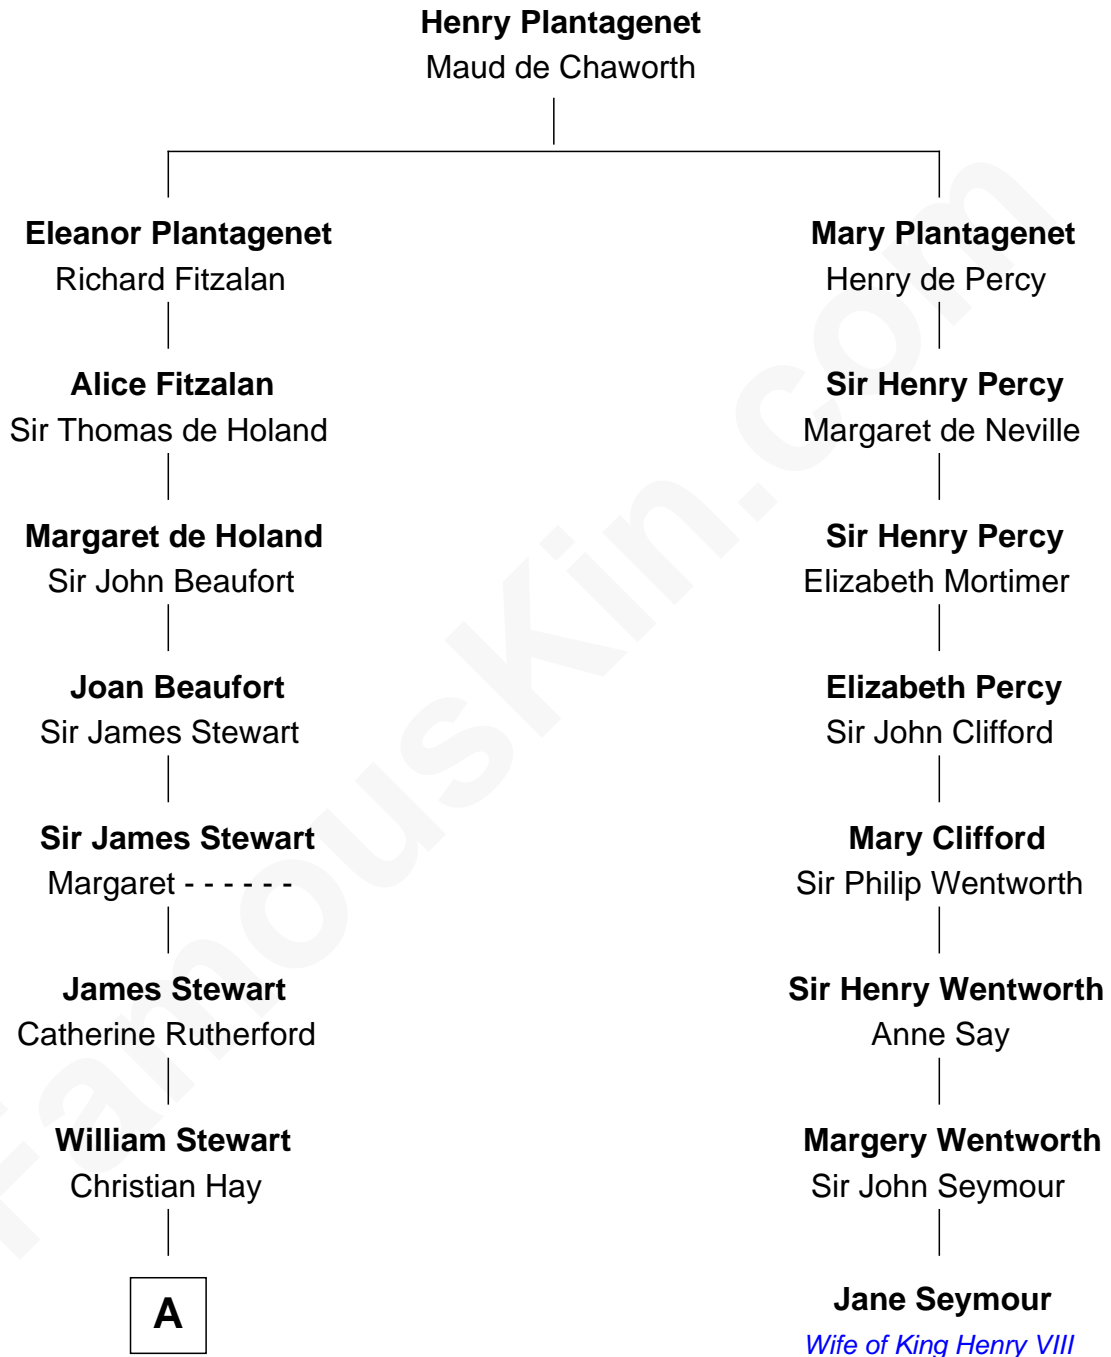 Henry Plantagenet
Maud de Chaworth
Eleanor Plantagenet
Richard Fitzalan
Alice Fitzalan
Sir Thomas de Holand
Margaret de Holand
Sir John Beaufort
Joan Beaufort
Sir James Stewart
Sir James Stewart
Margaret - - - - - -
James Stewart
Catherine Rutherford
William Stewart
Christian Hay
A
Mary Plantagenet
Henry de Percy
Sir Henry Percy
Margaret de Neville
Sir Henry Percy
Elizabeth Mortimer
Elizabeth Percy
Sir John Clifford
Mary Clifford
Sir Philip Wentworth
Sir Henry Wentworth
Anne Say
Margery Wentworth
Sir John Seymour
Jane Seymour
Wife of King Henry VIII
FamousKin.com